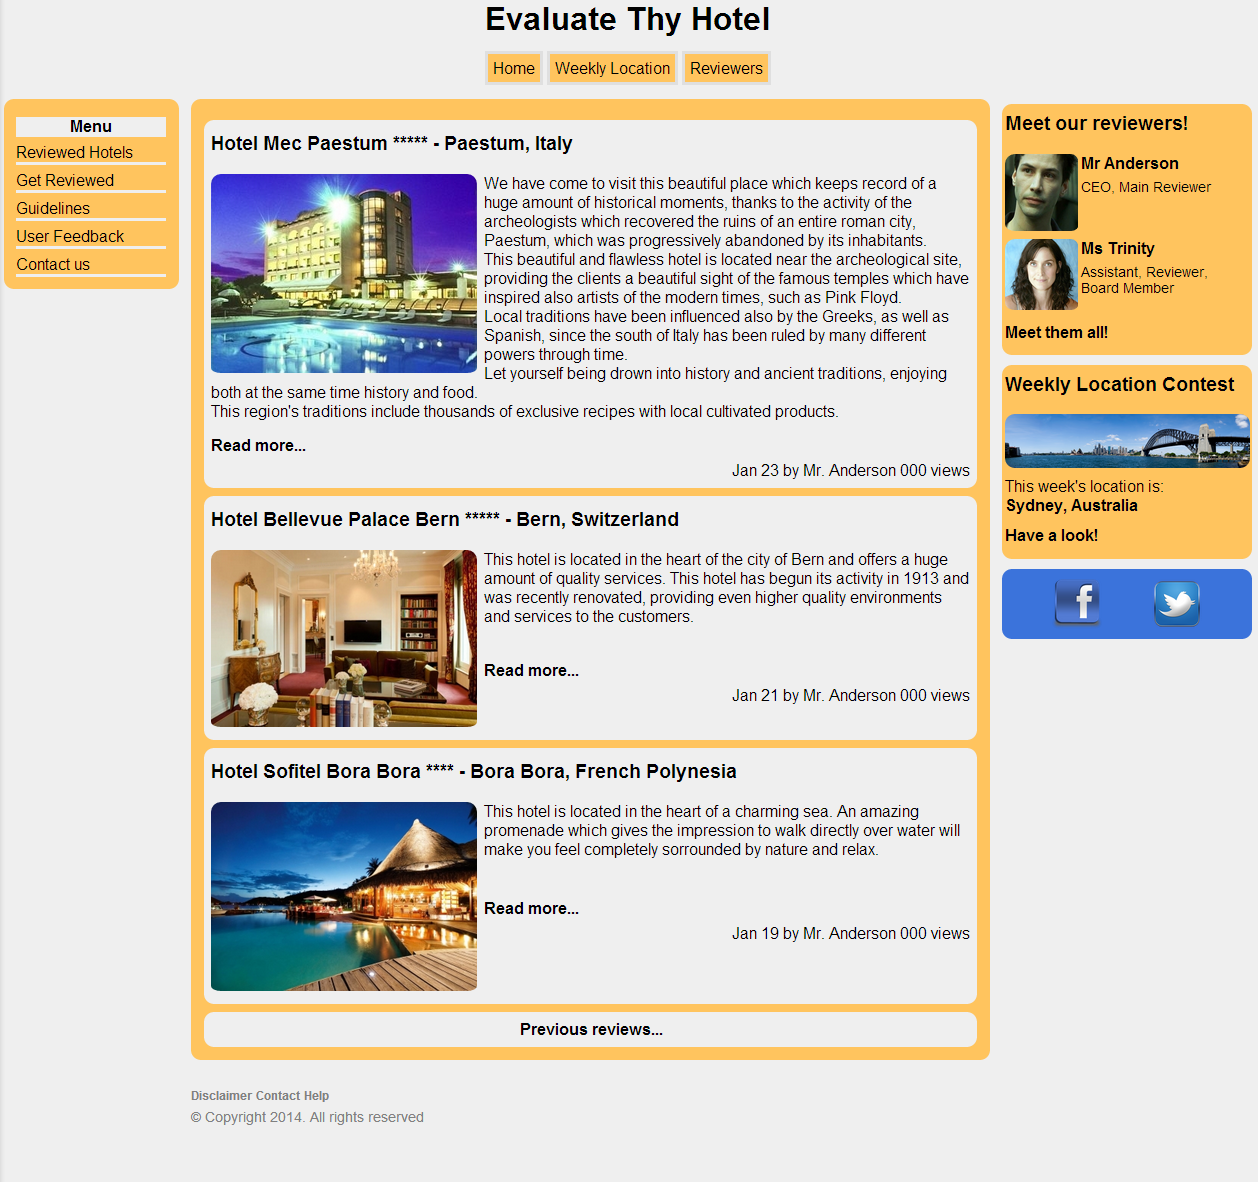 Evaluate Thy Hotel
Home
Weekly Location
Reviewers
Menu
Reviewed Hotels
Get Reviewed
Guidelines
User Feedback
Contact us
Hotel Mec Paestum ***** - Paestum, Italy
We have come to visit this beautiful place which keeps record of a
huge amount of historical moments, thanks to the activity of the
archeologists which recovered the ruins of an entire roman city,
Paestum, which was progressively abandoned by its inhabitants.
This beautiful and flawless hotel is located near the archeological site,
providing the clients a beautiful sight of the famous temples which have
inspired also artists of the modern times, such as Pink Floyd.
Local traditions have been influenced also by the Greeks, as well as
Spanish, since the south of Italy has been ruled by many different
powers through time.
Let yourself being drown into history and ancient traditions, enjoying
both at the same time history and food.
This region's traditions include thousands of exclusive recipes with local cultivated products.
Read more...
Jan 23 by Mr. Anderson 000 views
Hotel Bellevue Palace Bern ***** - Bern, Switzerland
This hotel is located in the heart of the city of Bern and offers a huge
amount of quality services. This hotel has begun its activity in 1913 and
was recently renovated, providing even higher quality environments
and services to the customers.
Read more...
Jan 21 by Mr. Anderson 000 views
Hotel Sofitel Bora Bora **** - Bora Bora, French Polynesia
This hotel is located in the heart of a charming sea. An amazing
promenade which gives the impression to walk directly over water will
make you feel completely sorrounded by nature and relax.
Read more...
Jan 19 by Mr. Anderson 000 views
Previous reviews...
Meet our reviewers!
Mr Anderson
CEO, Main Reviewer
Ms Trinity
Assistant, Reviewer,
Board Member
Meet them all!
Weekly Location Contest
This week's location is:
Sydney, Australia
Have a look!
f
Disclaimer Contact Help
© Copyright 2014. All rights reserved